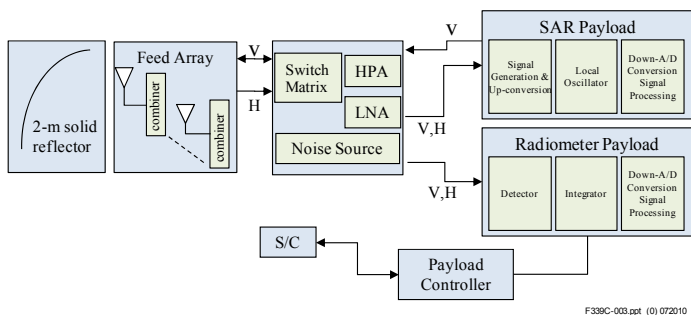 2-m solid
reflector
Feed Array
combiner
combiner
V
H
Switch
Matrix
HPA
LNA
Noise Source
V
V,H
V,H
SAR Payload
Signal
Generation &
Up-conversion
Local
Oscillator
Down-A/D
Conversion
Signal
Processing
Radiometer Payload
Detector
Integrator
Down-A/D
Conversion
Signal
Processing
S/C
Payload
Controller
F339C-003.ppt (0) 072010